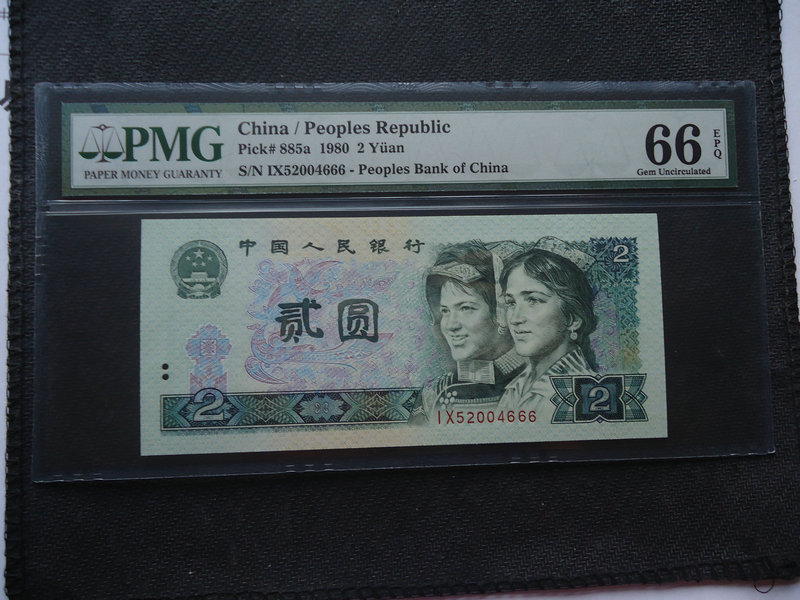 PMG
PAPER MONEY GUARANTY
China / Peoples Republic
Pick# 885a 1980 2 Yüan
S/N IX52004666 - Peoples Bank of China
66
EPQ
Gem Uncirculated
中国人民银行
2
贰圆
2
IX52004666
2